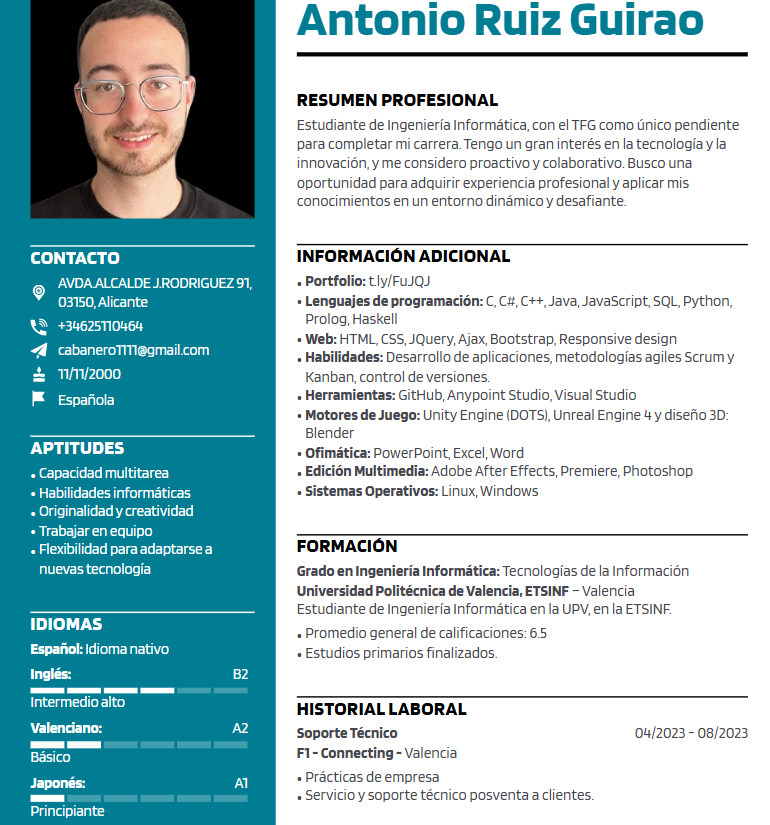 Antonio Ruiz Guirao
RESUMEN PROFESIONAL
Estudiante de Ingeniería Informática, con el TFG como único pendiente
para completar mi carrera. Tengo un gran interés en la tecnología y la
innovación, y me considero proactivo y colaborativo. Busco una
oportunidad para adquirir experiencia profesional y aplicar mis
conocimientos en un entorno dinámico y desafiante.
CONTACTO
AVDA.ALCALDE J.RODRIGUEZ 91,
03150, Alicante
+34625110464
cabanero1111@gmail.com
11/11/2000
Española
APTITUDES
• Capacidad multitarea
• Habilidades informáticas
• Originalidad y creatividad
• Trabajar en equipo
• Flexibilidad para adaptarse a
nuevas tecnología
IDIOMAS
Español: Idioma nativo
Inglés: B2
Intermedio alto
Valenciano: A2
Básico
Japonés: A1
Principiante
INFORMACIÓN ADICIONAL
• Portfolio: t.ly/FuJQJ
• Lenguajes de programación: C, C#, C++, Java, JavaScript, SQL, Python,
Prolog, Haskell
• Web: HTML, CSS, JQuery, Ajax, Bootstrap, Responsive design
• Habilidades: Desarrollo de aplicaciones, metodologías agiles Scrum y
Kanban, control de versiones.
• Herramientas: GitHub, Anypoint Studio, Visual Studio
• Motores de Juego: Unity Engine (DOTS), Unreal Engine 4 y diseño 3D:
Blender
• Ofimática: PowerPoint, Excel, Word
• Edición Multimedia: Adobe After Effects, Premiere, Photoshop
• Sistemas Operativos: Linux, Windows
FORMACIÓN
Grado en Ingeniería Informática: Tecnologías de la Información
Universidad Politécnica de Valencia, ETSINF – Valencia
Estudiante de Ingeniería Informática en la UPV, en la ETSINF.
• Promedio general de calificaciones: 6.5
• Estudios primarios finalizados.
HISTORIAL LABORAL
Soporte Técnico 04/2023 - 08/2023
F1 - Connecting - Valencia
• Prácticas de empresa
• Servicio y soporte técnico posventa a clientes.